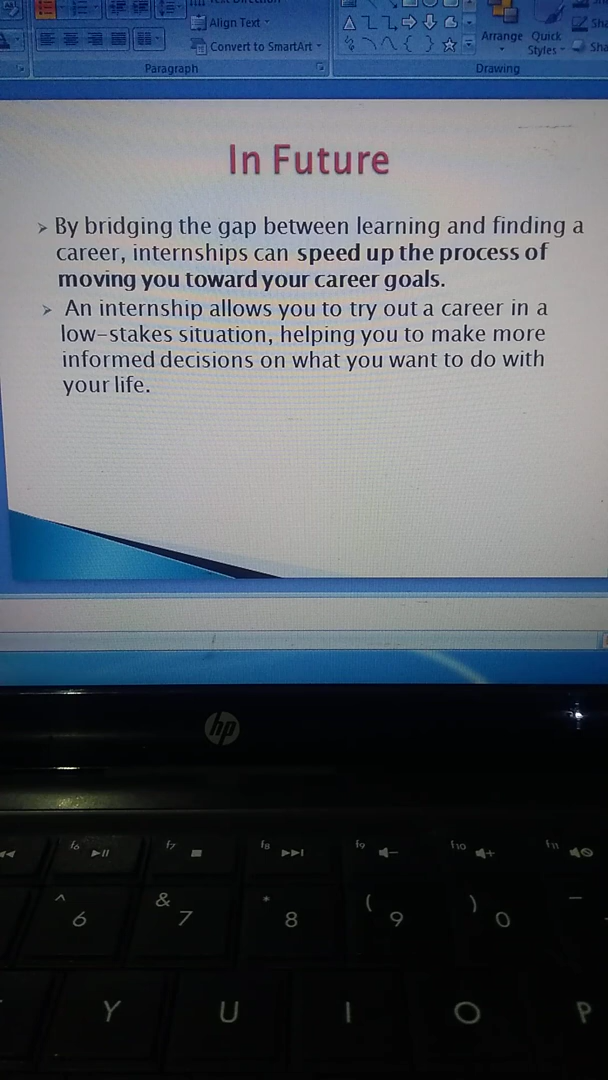 Align Text
Convert to SmartArt
Arrange
Quick
Styles
Paragraph
Drawing
In Future
➢ By bridging the gap between learning and finding a
career, internships can speed up the process of
moving you toward your career goals.
➢ An internship allows you to try out a career in a
low-stakes situation, helping you to make more
informed decisions on what you want to do with
your life.
hp
f6 f7 f8 f9 f10 f11
^ & * ( ) _
6 7 8 9 0
Y U I O P